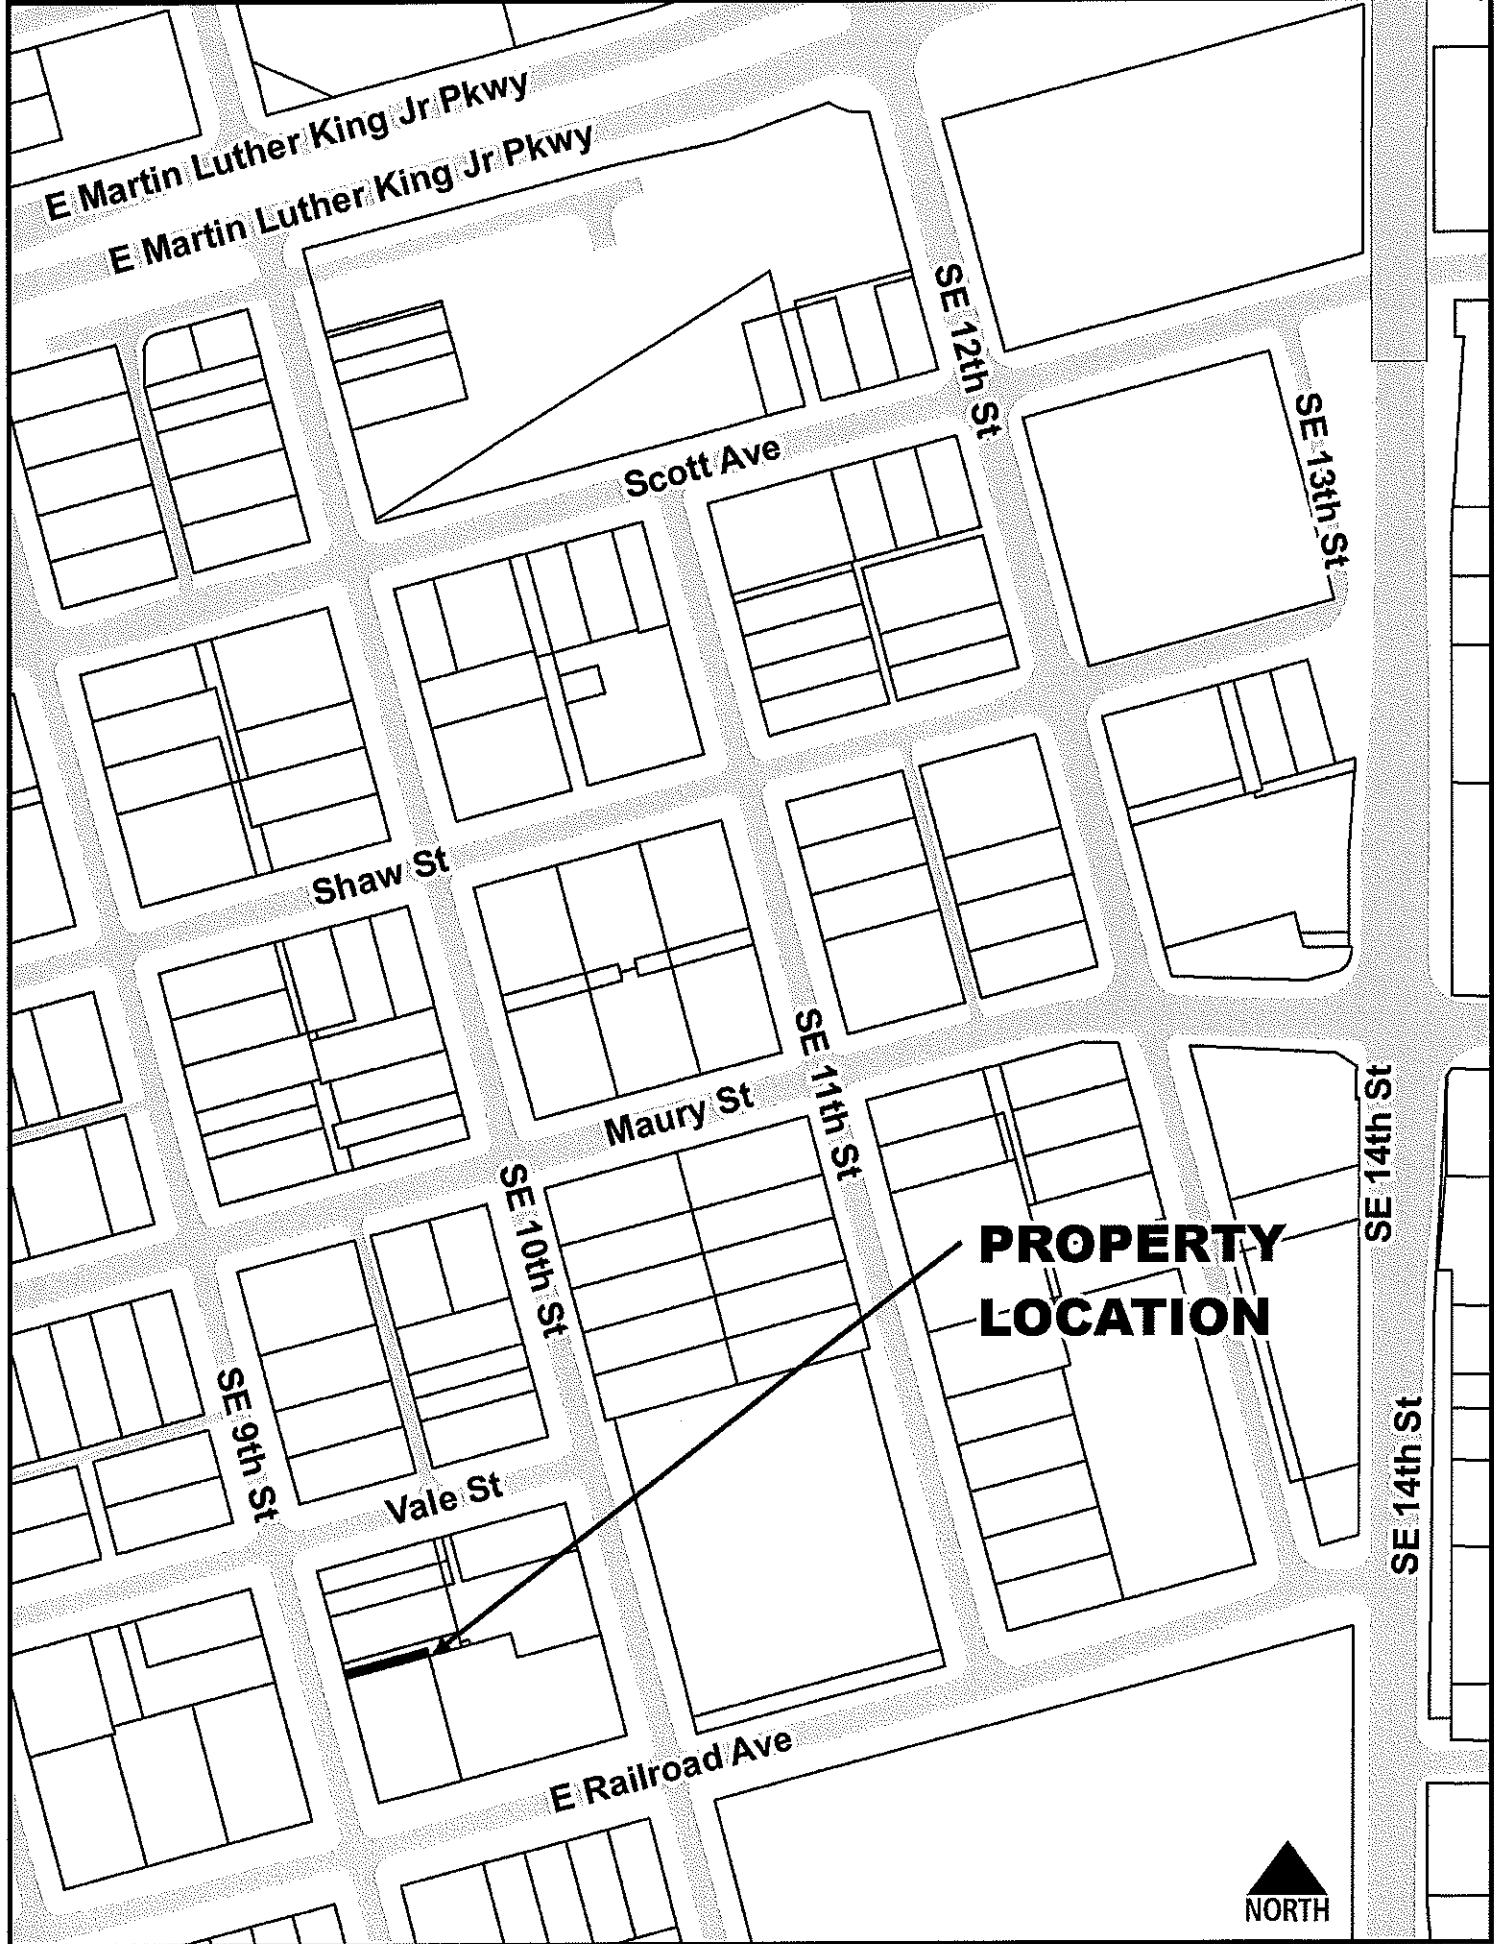 E Martin Luther King Jr Pkwy
E Martin Luther King Jr Pkwy
SE 12th St
SE 13th St
Scott Ave
Shaw St
SE 11th St
Maury St
SE 14th St
SE 10th St
PROPERTY
LOCATION
SE 9th St
SE 14th St
Vale St
E Railroad Ave
NORTH